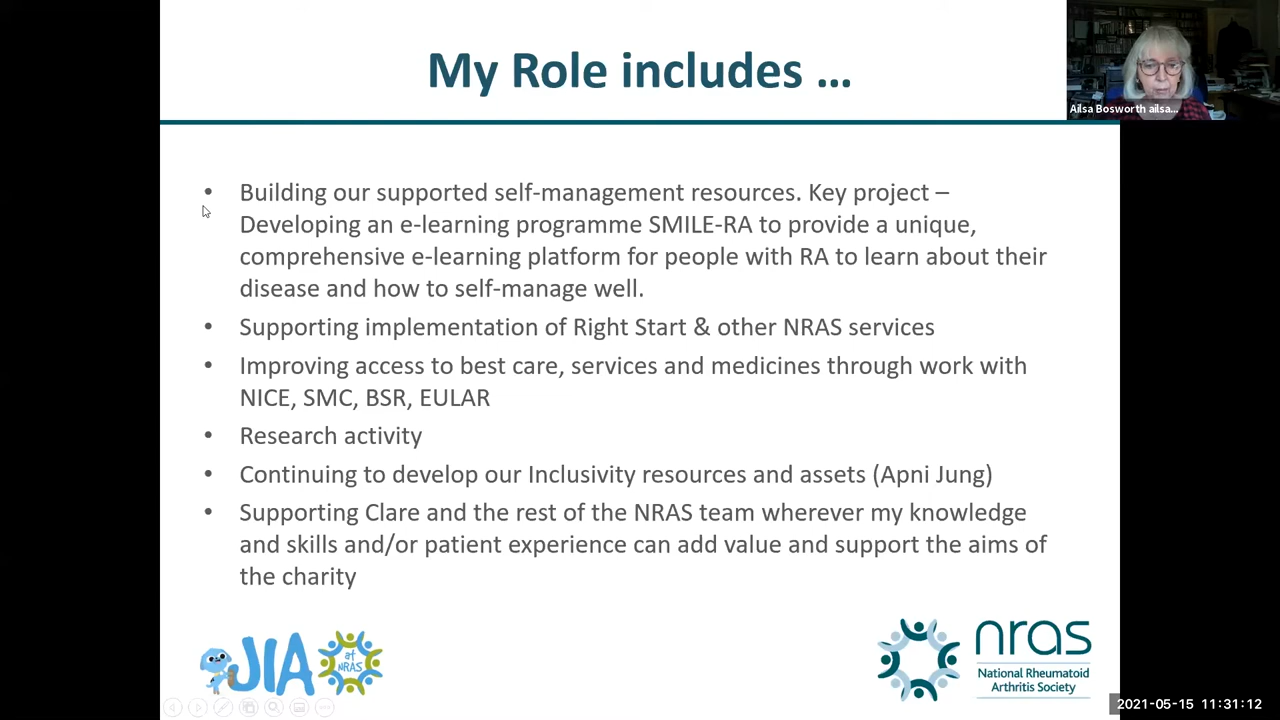 My Role includes …
Ailsa Bosworth ailsa...
• Building our supported self-management resources. Key project –
Developing an e-learning programme SMILE-RA to provide a unique,
comprehensive e-learning platform for people with RA to learn about their
disease and how to self-manage well.
• Supporting implementation of Right Start & other NRAS services
• Improving access to best care, services and medicines through work with
NICE, SMC, BSR, EULAR
• Research activity
• Continuing to develop our Inclusivity resources and assets (Apni Jung)
• Supporting Clare and the rest of the NRAS team wherever my knowledge
and skills and/or patient experience can add value and support the aims of
the charity
JIA
at
NRAS
nras
National Rheumatoid
Arthritis Society
2021-05-15 11:31:12